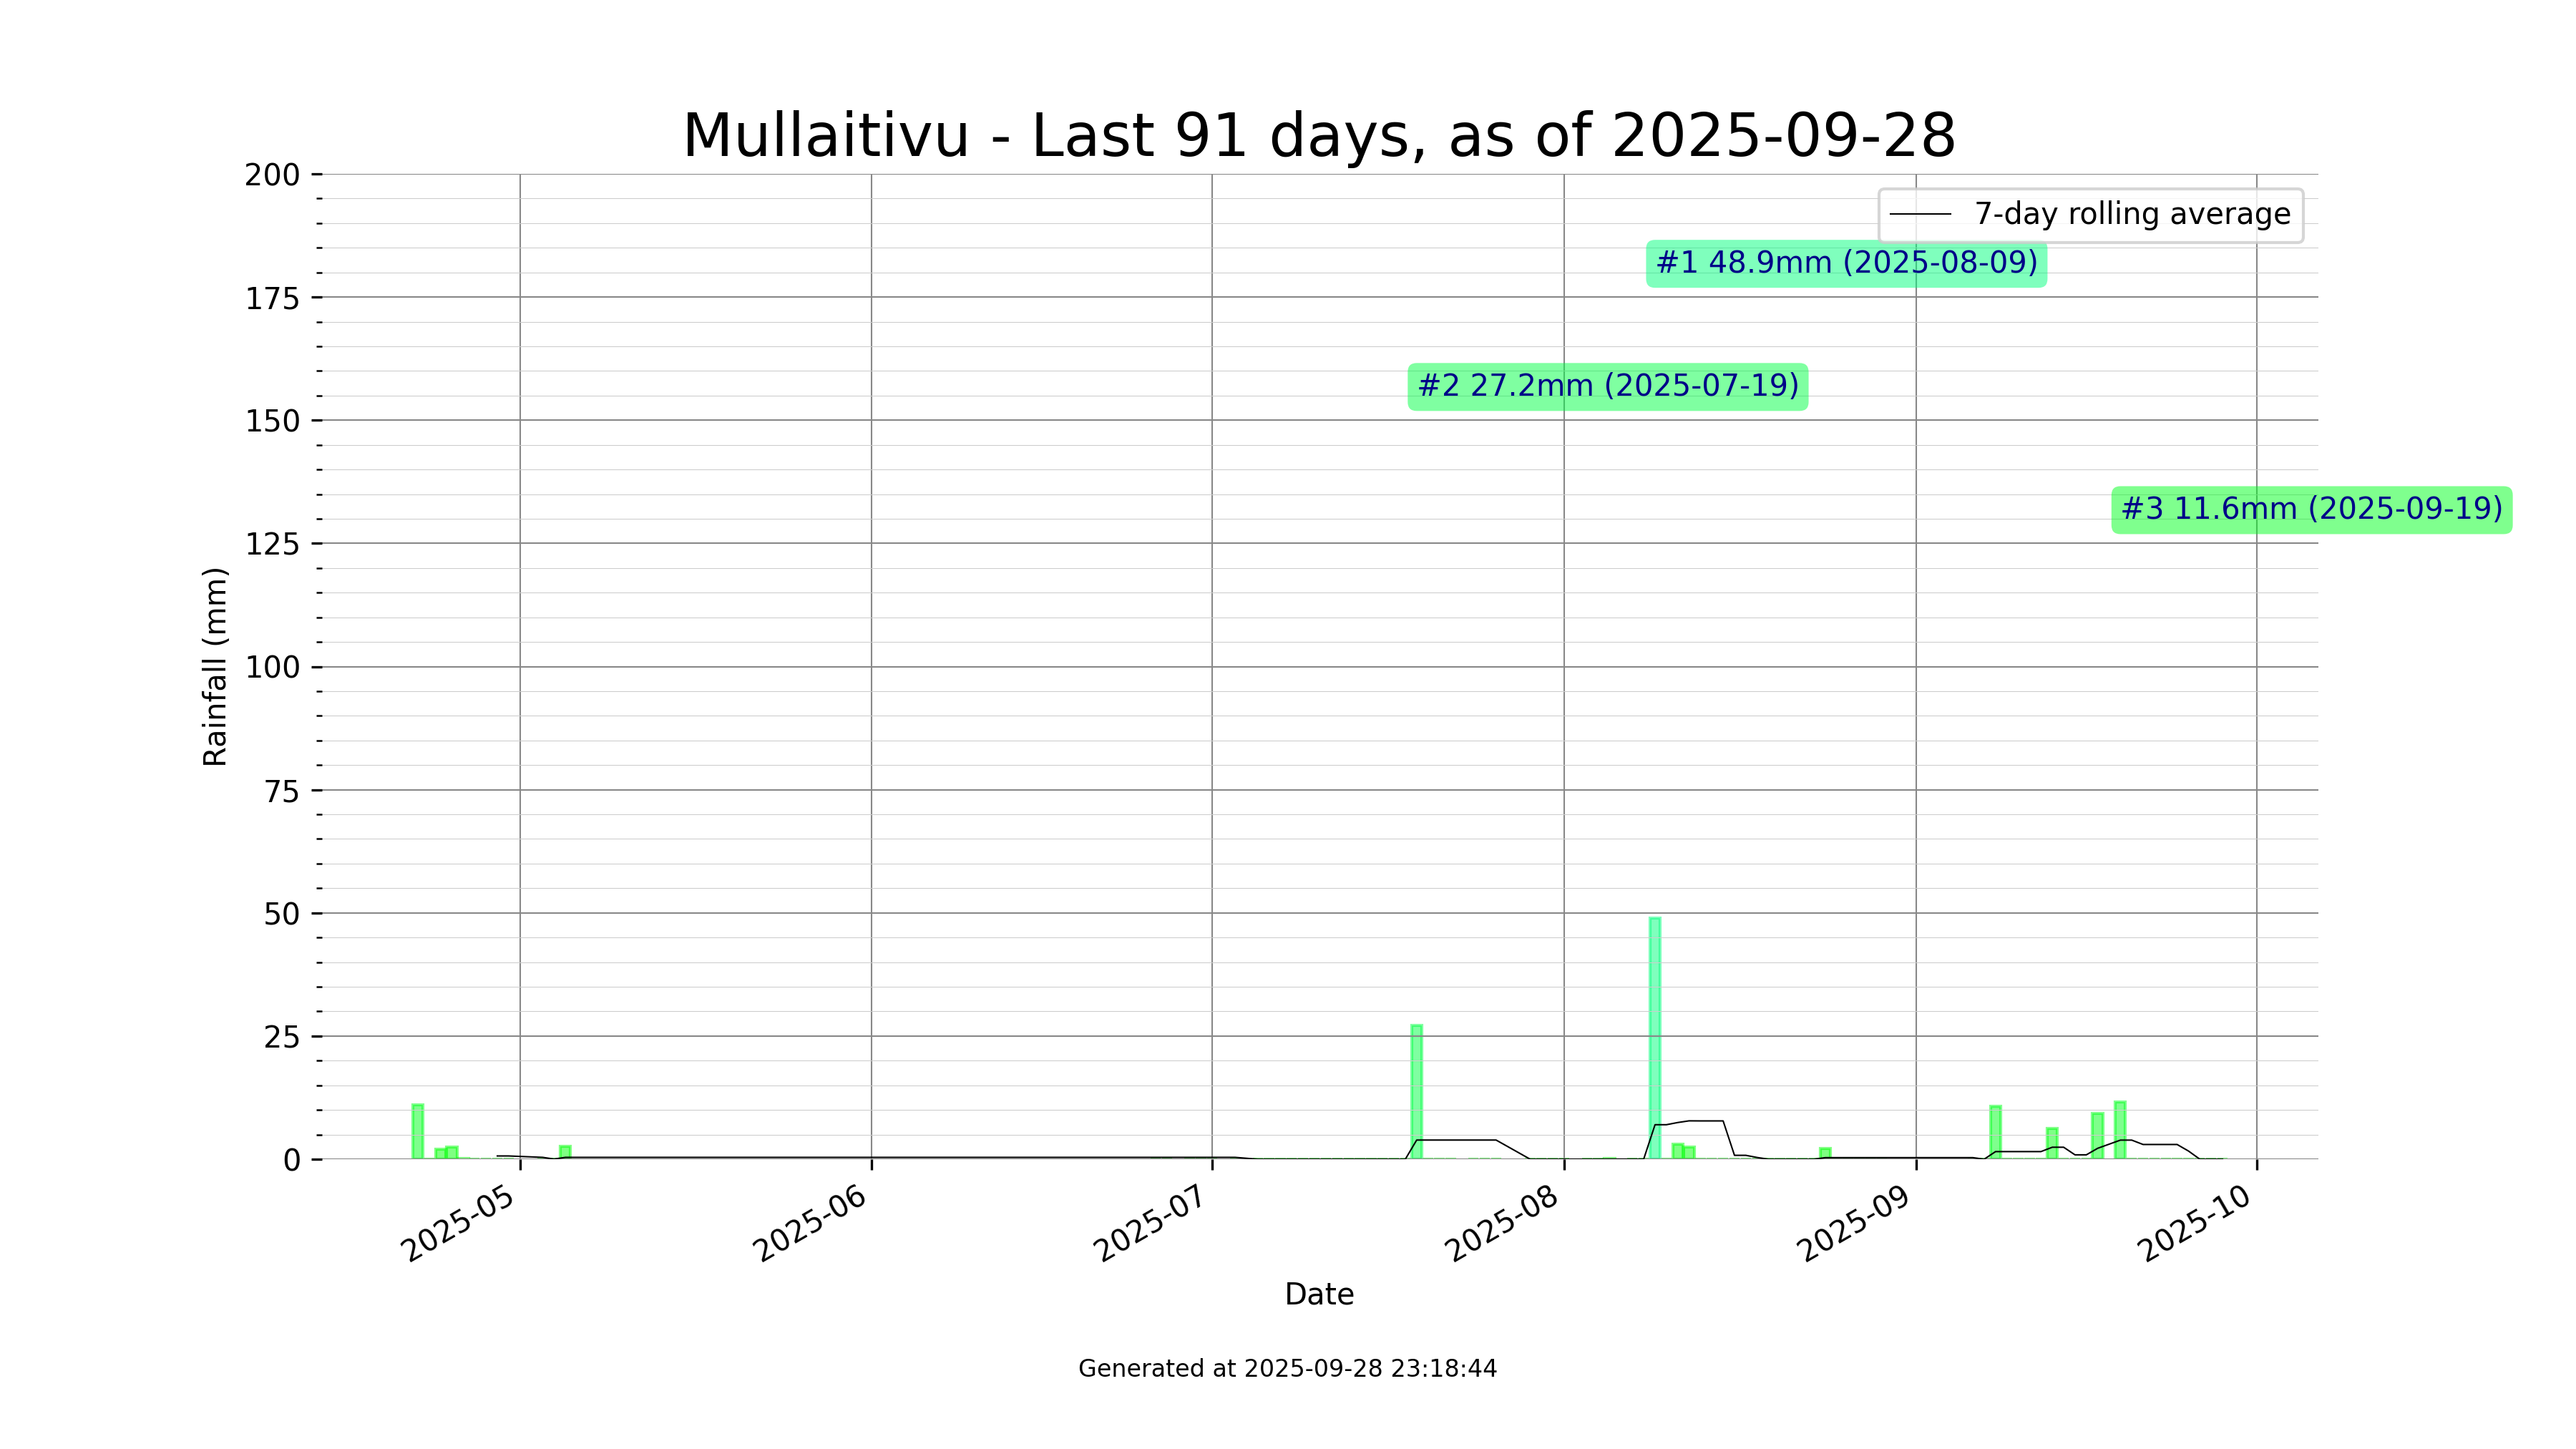 Mullaitivu - Last 91 days, as of 2025-09-28
200
175
150
125
100
75
50
25
0
Rainfall (mm)
7-day rolling average
#1 48.9mm (2025-08-09)
#2 27.2mm (2025-07-19)
#3 11.6mm (2025-09-19)
2025-05
2025-06
2025-07
2025-08
2025-09
2025-10
Date
Generated at 2025-09-28 23:18:44